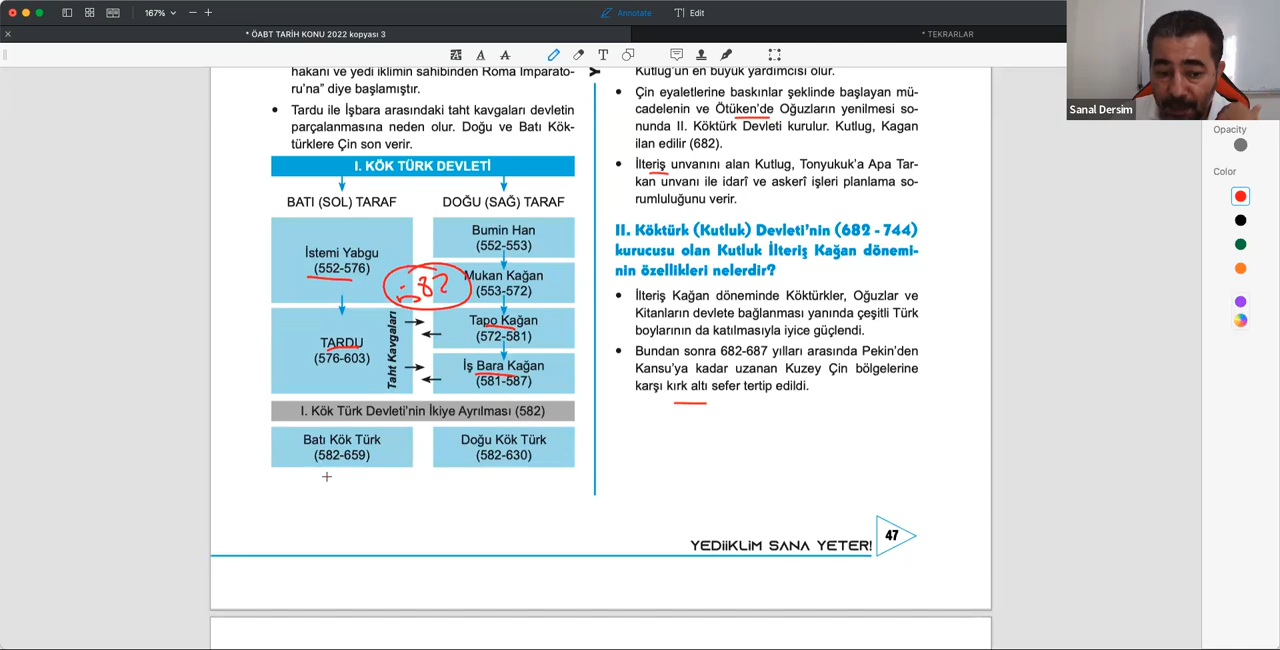 167%
Annotate
Edit
* ÖABT TARİH KONU 2022 kopyası 3
* TEKRARLAR
Sanal Dersim
Opacity
Color
hakanı ve yedi iklimin sahibinden Roma İmparato-
ru'na" diye başlamıştır.
• Tardu ile İşbara arasındaki taht kavgaları devletin
parçalanmasına neden olur. Doğu ve Batı Kök-
türklere Çin son verir.
I. KÖK TÜRK DEVLETİ
BATI (SOL) TARAF
DOĞU (SAĞ) TARAF
İstemi Yabgu
(552-576)
Bumin Han
(552-553)
Mukan Kağan
(553-572)
82
TARDU
(576-603)
Taht Kavgaları
Tapo Kağan
(572-581)
İş Bara Kağan
(581-587)
I. Kök Türk Devleti'nin İkiye Ayrılması (582)
Batı Kök Türk
(582-659)
Doğu Kök Türk
(582-630)
Kutluğ'un en büyük yardımcısı olur.
• Çin eyaletlerine baskınlar şeklinde başlayan mü-
cadelenin ve Ötüken'de Oğuzların yenilmesi so-
nunda II. Köktürk Devleti kurulur. Kutlug, Kagan
ilan edilir (682).
• İlteriş unvanını alan Kutlug, Tonyukuk'a Apa Tar-
kan unvanı ile idarî ve askerî işleri planlama so-
rumluluğunu verir.
II. Köktürk (Kutluk) Devleti'nin (682 - 744)
kurucusu olan Kutluk İlteriş Kağan dönemi-
nin özellikleri nelerdir?
• İlteriş Kağan döneminde Köktürkler, Oğuzlar ve
Kitanların devlete bağlanması yanında çeşitli Türk
boylarının da katılmasıyla iyice güçlendi.
• Bundan sonra 682-687 yılları arasında Pekin'den
Kansu'ya kadar uzanan Kuzey Çin bölgelerine
karşı kırk altı sefer tertip edildi.
YEDİİKLİM SANA YETER!
47